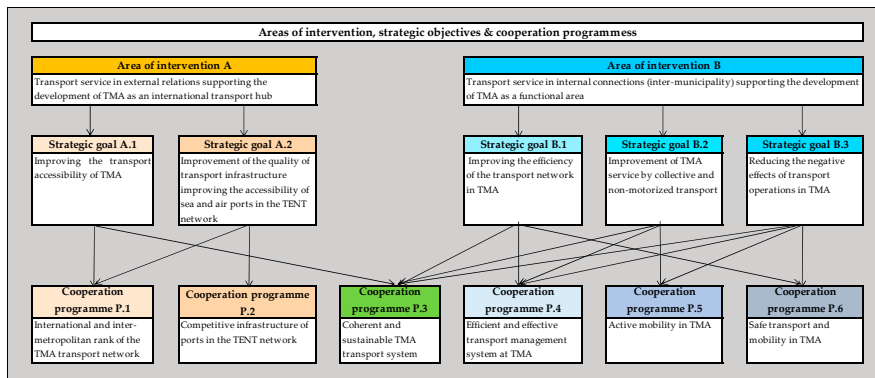 Areas of intervention, strategic objectives & cooperation programmess
Area of intervention A
Transport service in external relations supporting the
development of TMA as an international transport hub
Area of intervention B
Transport service in internal connections (inter-municipality) supporting the development
of TMA as a functional area
Strategic goal A.1
Improving the transport
accessibility of TMA
Strategic goal A.2
Improvement of the quality of
transport infrastructure
improving the accessibility of
sea and air ports in the TENT
network
Strategic goal B.1
Improving the efficiency
of the transport network
in TMA
Strategic goal B.2
Improvement of TMA
service by collective and
non-motorized transport
Strategic goal B.3
Reducing the negative
effects of transport
operations in TMA
Cooperation
programme P.1
International and inter-
metropolitan rank of the
TMA transport network
Cooperation programme
P.2
Competitive infrastructure of
ports in the TENT network
Cooperation
programme P.3
Coherent and
sustainable TMA
transport system
Cooperation
programme P.4
Efficient and effective
transport management
system at TMA
Cooperation
programme P.5
Active mobility in TMA
Cooperation
programme P.6
Safe transport and
mobility in TMA